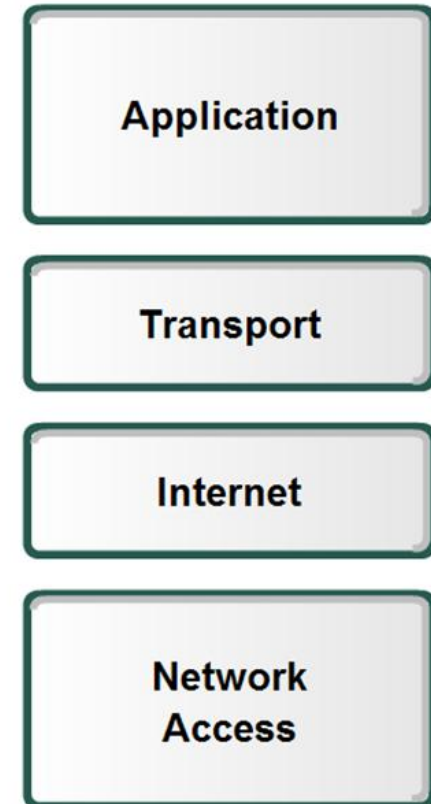 Application
Transport
Internet
Network
Access